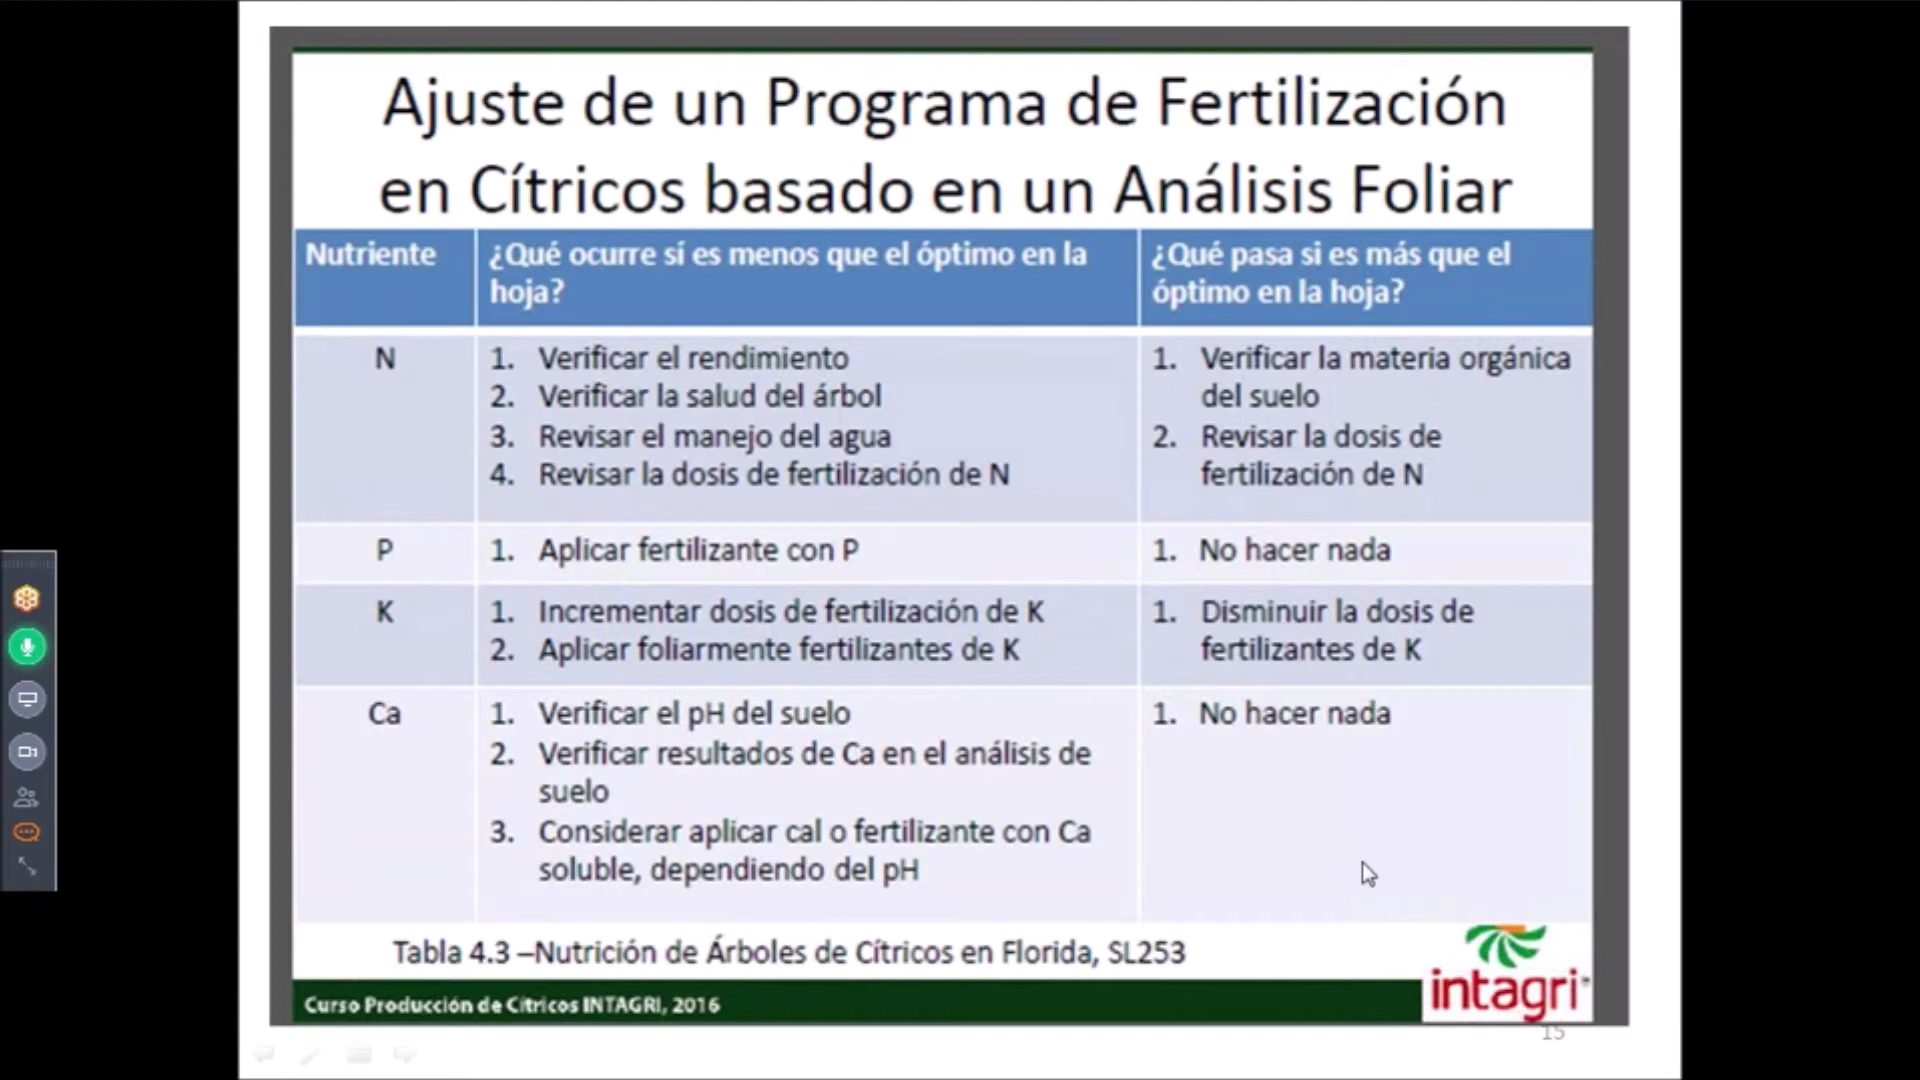 Ajuste de un Programa de Fertilización
en Cítricos basado en un Análisis Foliar
Nutriente
¿Qué ocurre sí es menos que el óptimo en la
hoja?
¿Qué pasa si es más que el
óptimo en la hoja?
N
1. Verificar el rendimiento
2. Verificar la salud del árbol
3. Revisar el manejo del agua
4. Revisar la dosis de fertilización de N
1. Verificar la materia orgánica
del suelo
2. Revisar la dosis de
fertilización de N
P
1. Aplicar fertilizante con P
1. No hacer nada
K
1. Incrementar dosis de fertilización de K
2. Aplicar foliarmente fertilizantes de K
1. Disminuir la dosis de
fertilizantes de K
Ca
1. Verificar el pH del suelo
2. Verificar resultados de Ca en el análisis de
suelo
3. Considerar aplicar cal o fertilizante con Ca
soluble, dependiendo del pH
1. No hacer nada
Tabla 4.3 –Nutrición de Árboles de Cítricos en Florida, SL253
Curso Producción de Cítricos INTAGRI, 2016
intagri
15